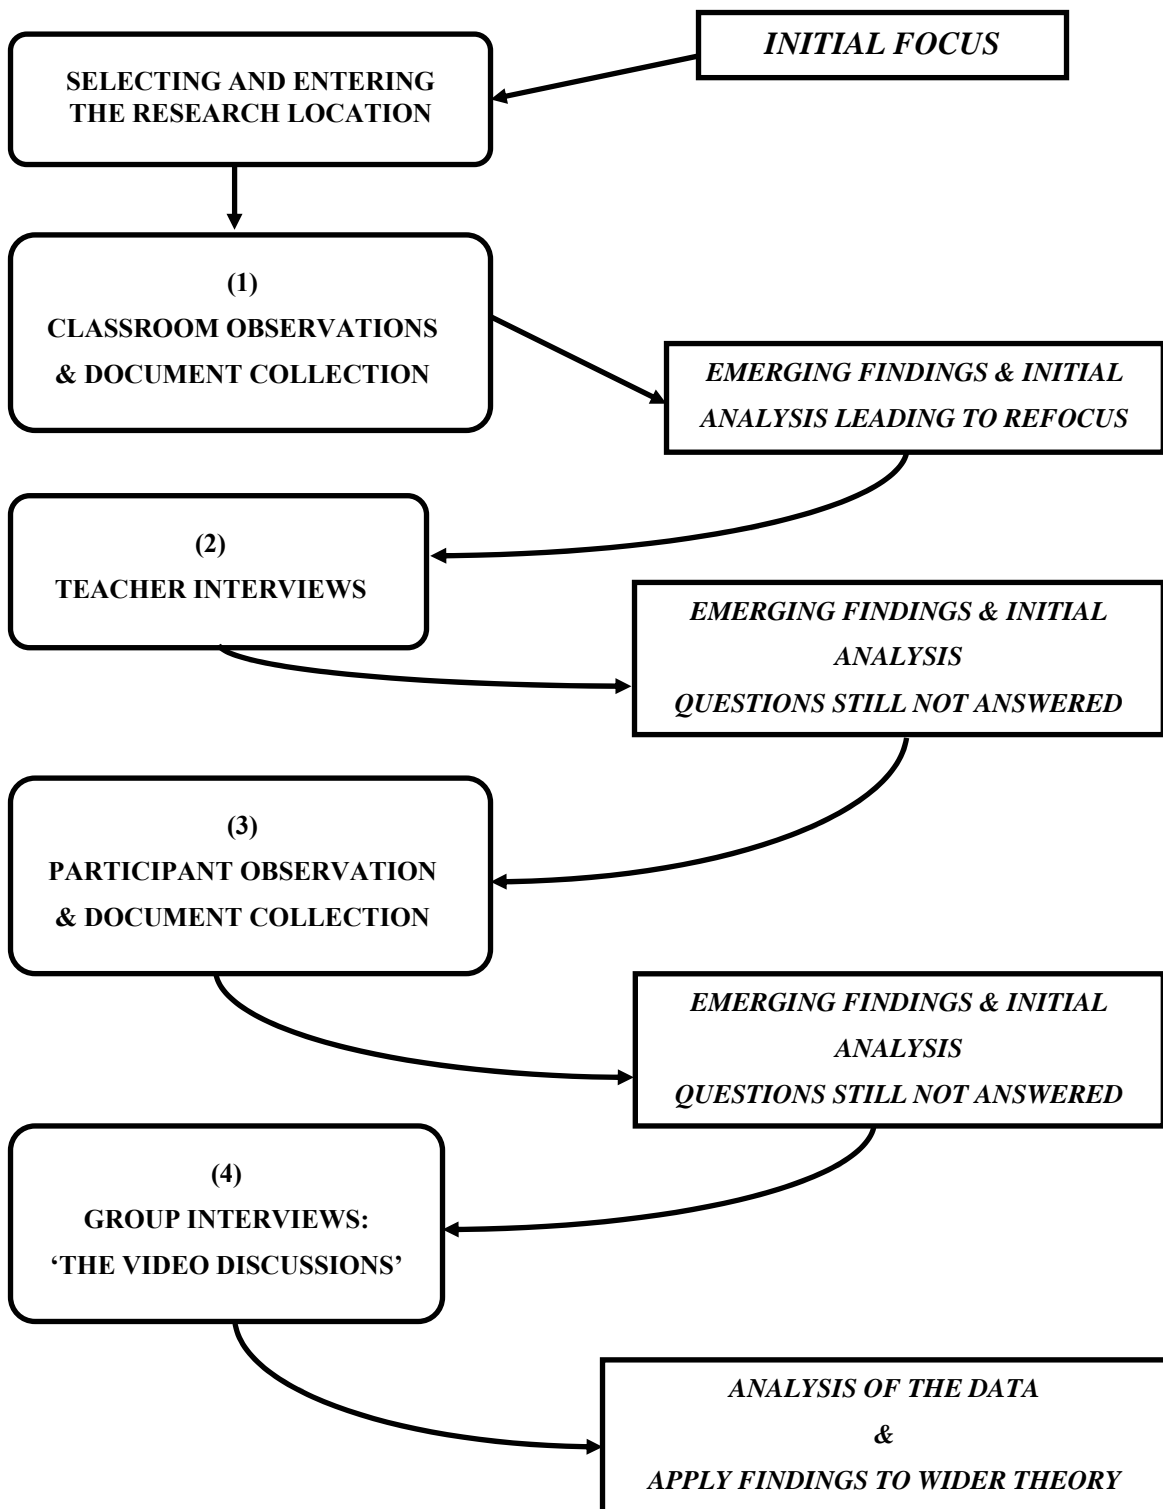 INITIAL FOCUS
SELECTING AND ENTERING
THE RESEARCH LOCATION
(1)
CLASSROOM OBSERVATIONS
& DOCUMENT COLLECTION
EMERGING FINDINGS & INITIAL
ANALYSIS LEADING TO REFOCUS
(2)
TEACHER INTERVIEWS
EMERGING FINDINGS & INITIAL
ANALYSIS
QUESTIONS STILL NOT ANSWERED
(3)
PARTICIPANT OBSERVATION
& DOCUMENT COLLECTION
EMERGING FINDINGS & INITIAL
ANALYSIS
QUESTIONS STILL NOT ANSWERED
(4)
GROUP INTERVIEWS:
‘THE VIDEO DISCUSSIONS’
ANALYSIS OF THE DATA
&
APPLY FINDINGS TO WIDER THEORY